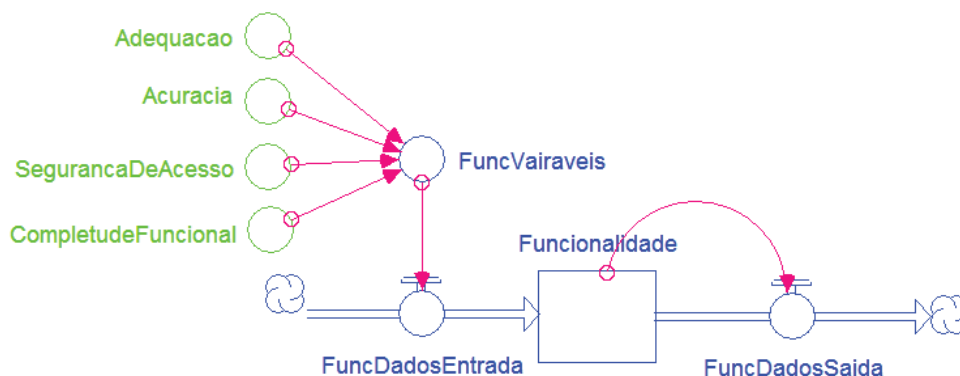 Adequacao
Acuracia
SegurancaDeAcesso
FuncVairaveis
CompletudeFuncional
Funcionalidade
FuncDadosEntrada
FuncDadosSaida